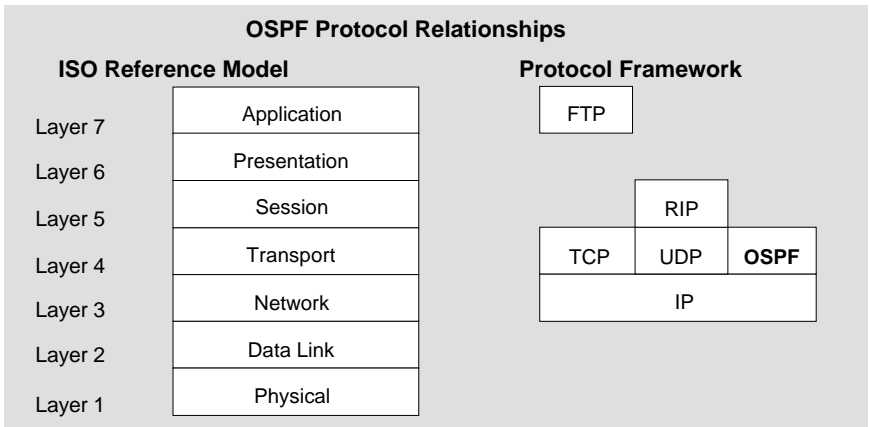 OSPF Protocol Relationships
ISO Reference Model
Protocol Framework
Layer 7
Application
FTP
Layer 6
Presentation
Layer 5
Session
RIP
Layer 4
Transport
TCP
UDP
OSPF
Layer 3
Network
IP
Layer 2
Data Link
Layer 1
Physical